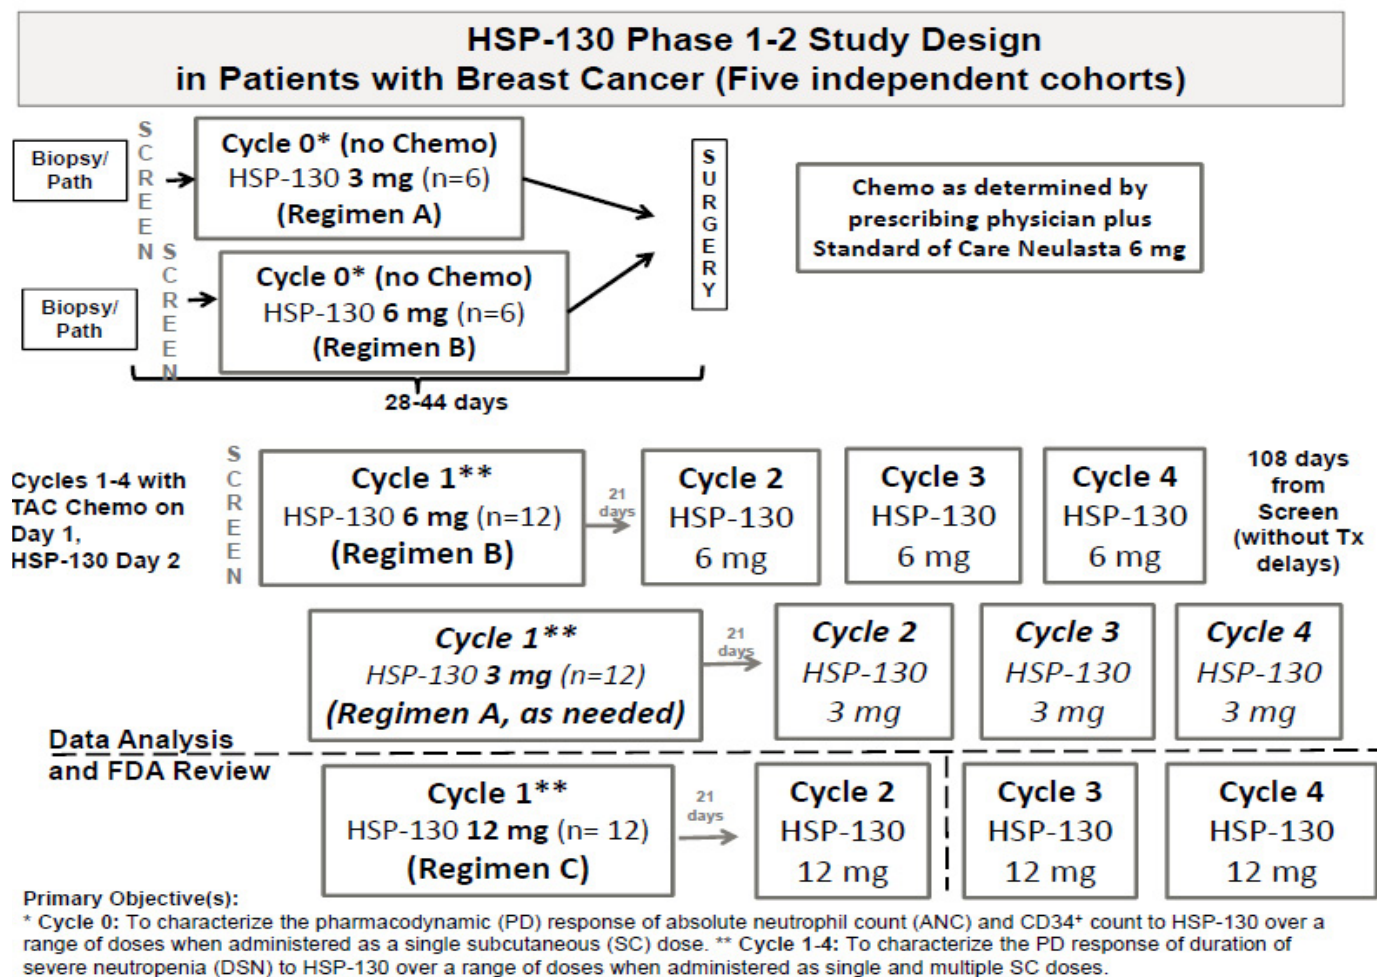 HSP-130 Phase 1-2 Study Design
in Patients with Breast Cancer (Five independent cohorts)
Biopsy/
Path
SCREEN
Cycle 0* (no Chemo)
HSP-130 3 mg (n=6)
(Regimen A)
Biopsy/
Path
SCREEN
Cycle 0* (no Chemo)
HSP-130 6 mg (n=6)
(Regimen B)
SURGERY
Chemo as determined by
prescribing physician plus
Standard of Care Neulasta 6 mg
28-44 days
Cycles 1-4 with
TAC Chemo on
Day 1,
HSP-130 Day 2
SCREEN
Cycle 1**
HSP-130 6 mg (n=12)
(Regimen B)
21
days
Cycle 2
HSP-130
6 mg
Cycle 3
HSP-130
6 mg
Cycle 4
HSP-130
6 mg
108 days
from
Screen
(without Tx
delays)
Cycle 1**
HSP-130 3 mg (n=12)
(Regimen A, as needed)
21
days
Cycle 2
HSP-130
3 mg
Cycle 3
HSP-130
3 mg
Cycle 4
HSP-130
3 mg
Data Analysis
and FDA Review
Cycle 1**
HSP-130 12 mg (n= 12)
(Regimen C)
21
days
Cycle 2
HSP-130
12 mg
Cycle 3
HSP-130
12 mg
Cycle 4
HSP-130
12 mg
Primary Objective(s):
* Cycle 0: To characterize the pharmacodynamic (PD) response of absolute neutrophil count (ANC) and CD34⁺ count to HSP-130 over a
range of doses when administered as a single subcutaneous (SC) dose. ** Cycle 1-4: To characterize the PD response of duration of
severe neutropenia (DSN) to HSP-130 over a range of doses when administered as single and multiple SC doses.